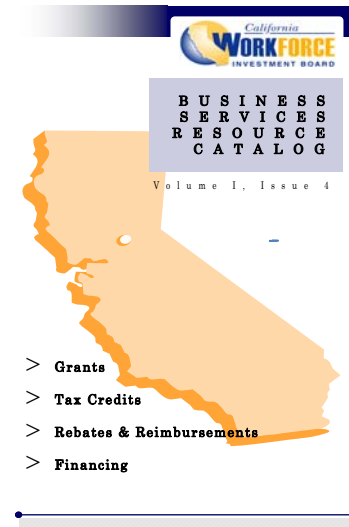 California
WORKFORCE
INVESTMENT BOARD
BUSINESS
SERVICES
RESOURCE
CATALOG
Volume I, Issue 4
> Grants
> Tax Credits
> Rebates & Reimbursements
> Financing